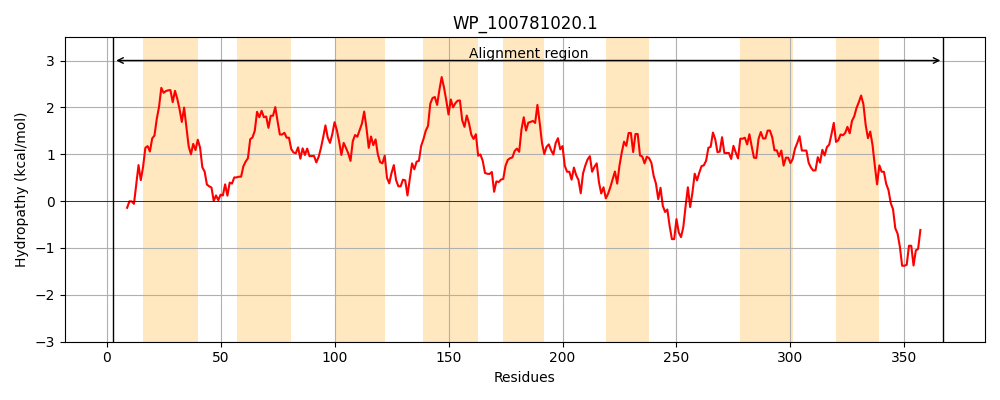 WP_100781020.1
Alignment region
Hydropathy (kcal/mol)
3
2
1
0
−1
−2
−3
0 50 100 150 200 250 300 350
Residues